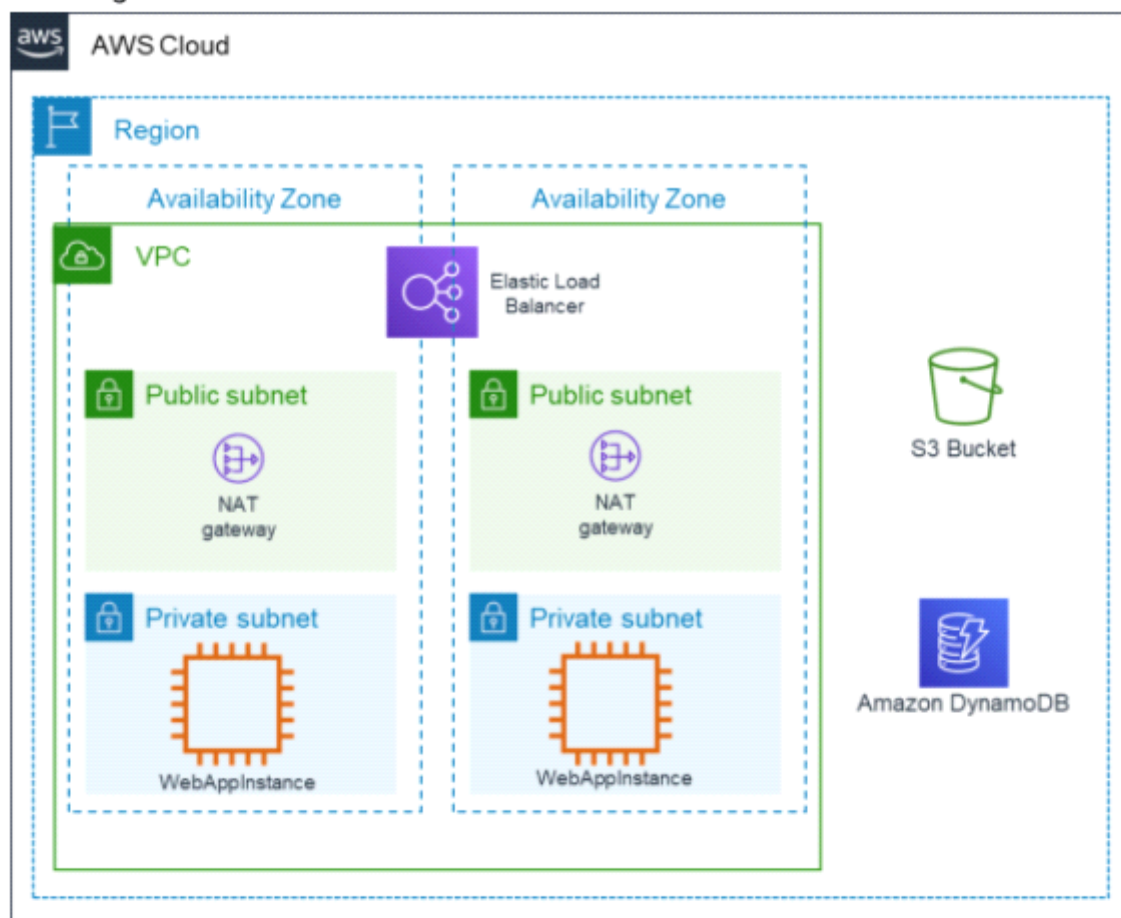 aws
AWS Cloud
Region
Availability Zone
Availability Zone
VPC
Elastic Load
Balancer
Public subnet
Public subnet
NAT
gateway
NAT
gateway
S3 Bucket
Private subnet
Private subnet
WebAppInstance
WebAppInstance
Amazon DynamoDB